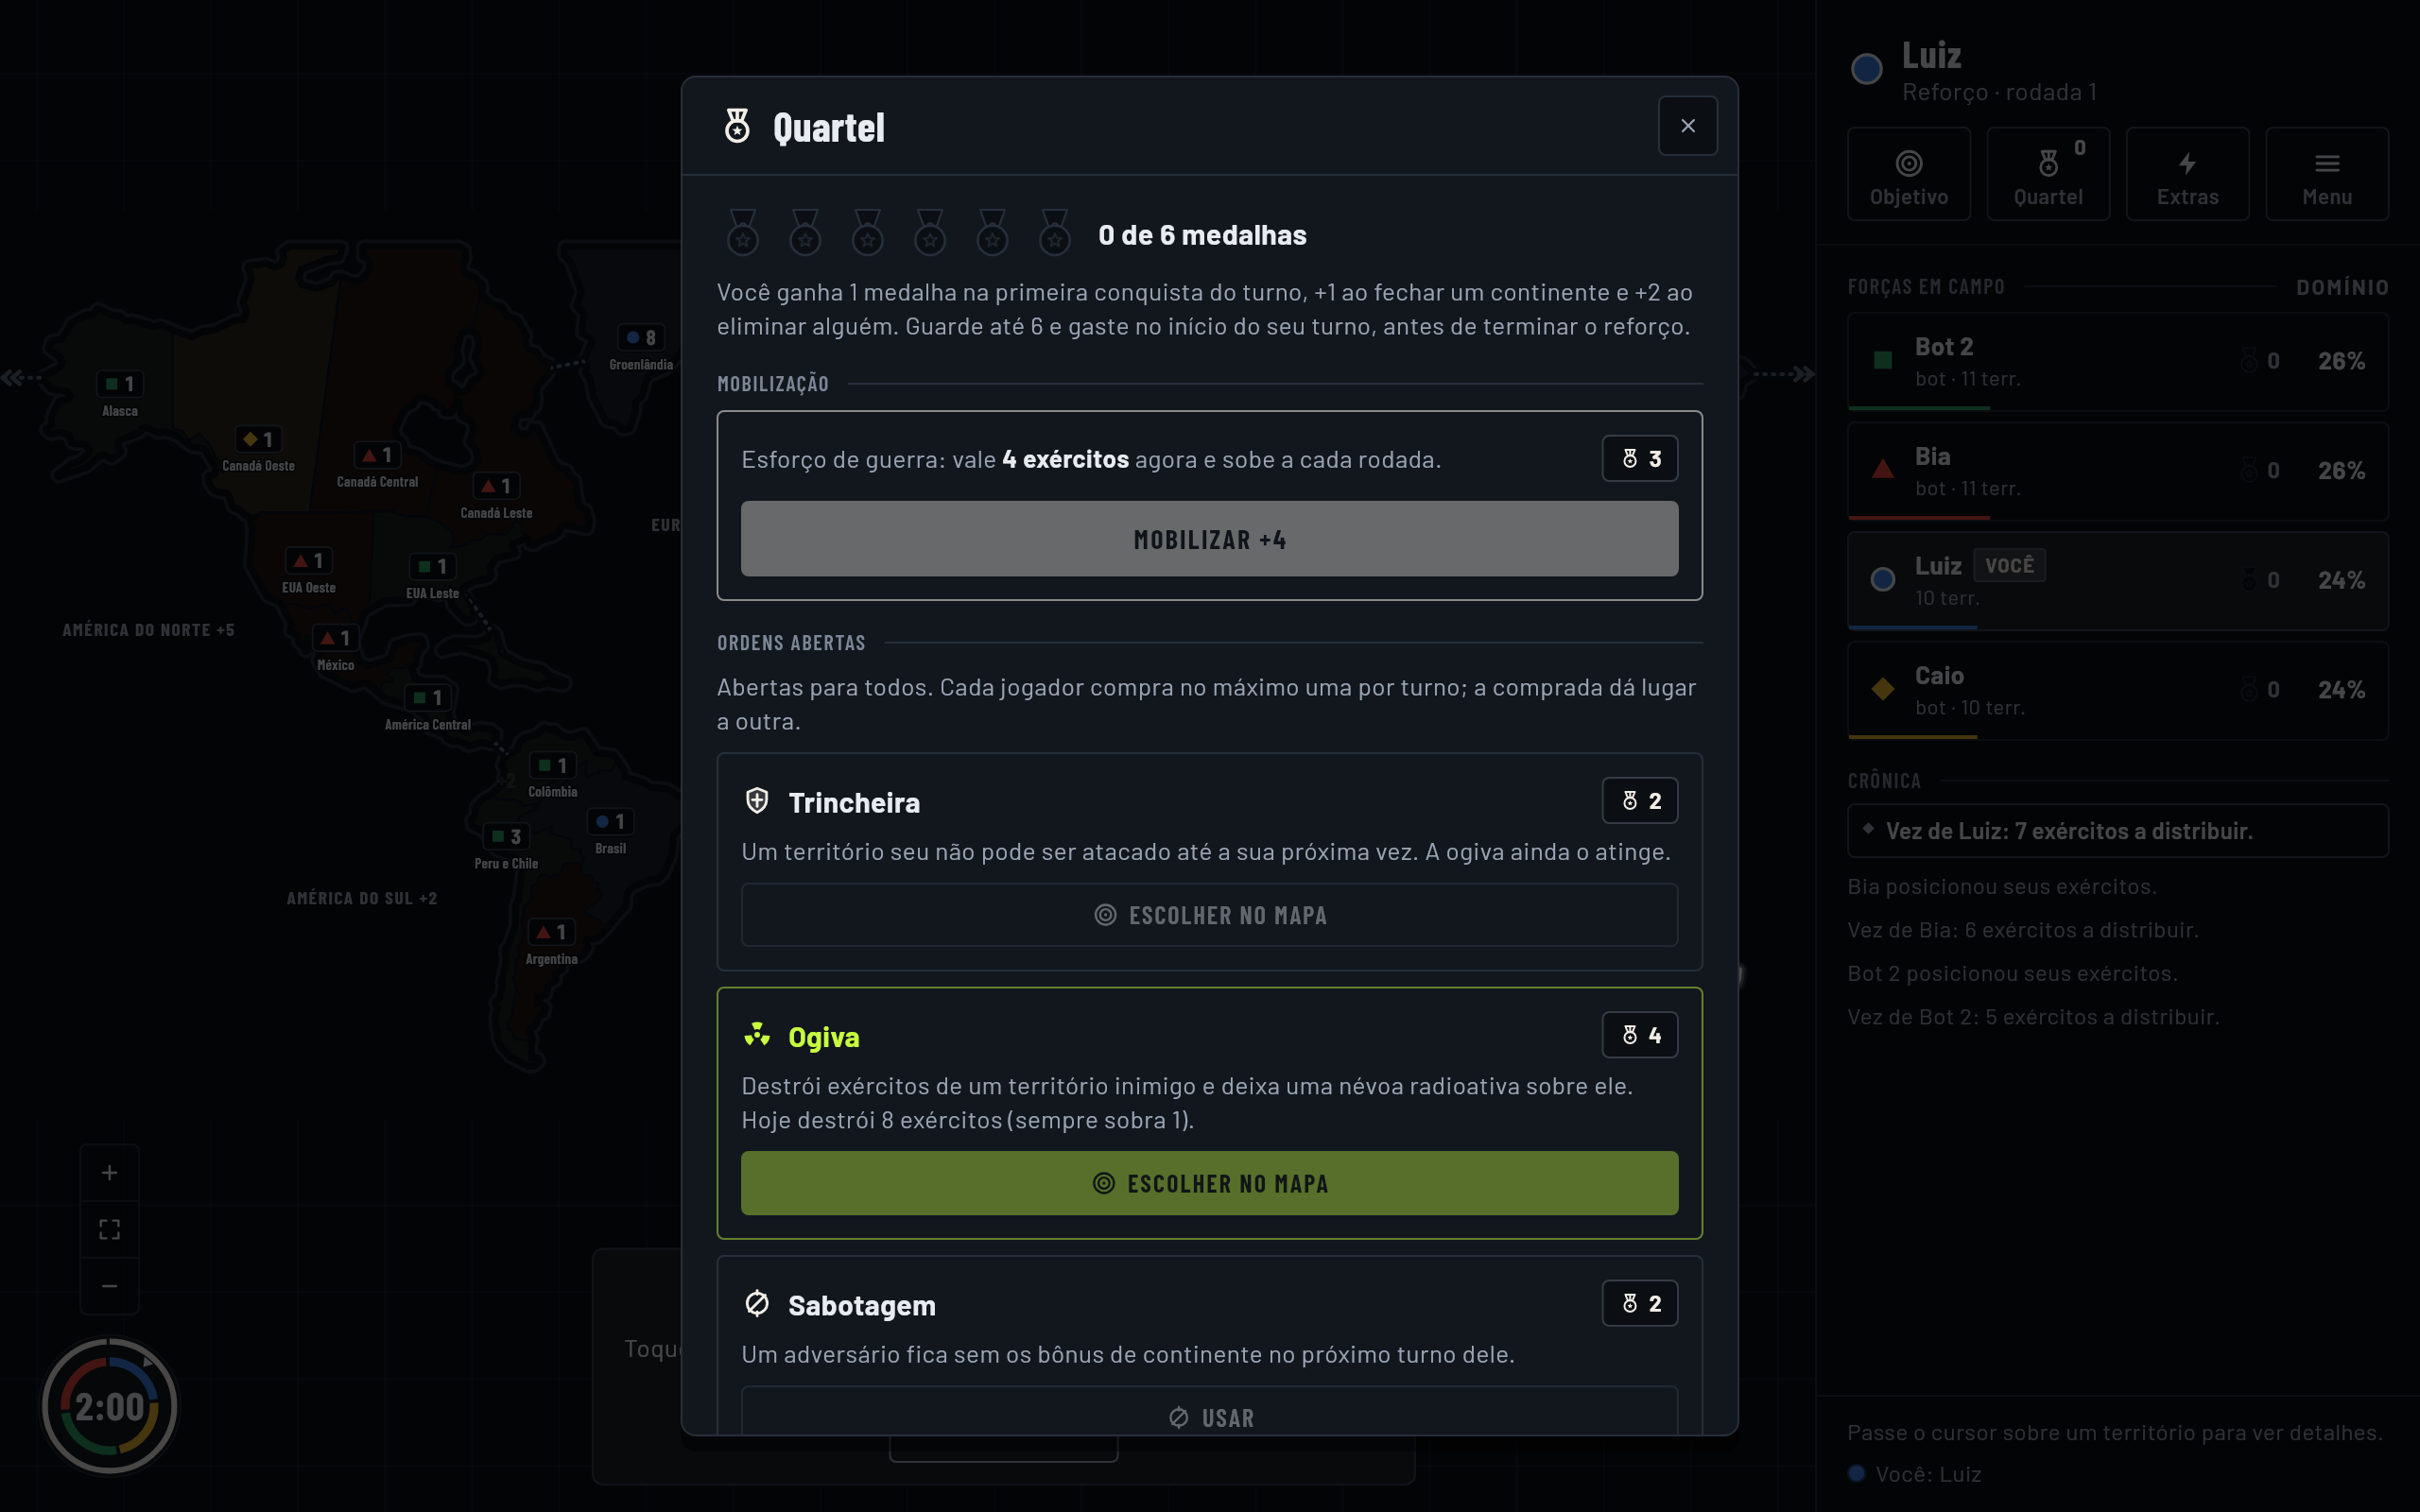 Quartel
0 de 6 medalhas
Você ganha 1 medalha na primeira conquista do turno, +1 ao fechar um continente e +2 ao
eliminar alguém. Guarde até 6 e gaste no início do seu turno, antes de terminar o reforço.
MOBILIZAÇÃO
Esforço de guerra: vale 4 exércitos agora e sobe a cada rodada.
3
MOBILIZAR +4
ORDENS ABERTAS
Abertas para todos. Cada jogador compra no máximo uma por turno; a comprada dá lugar
a outra.
Trincheira
2
Um território seu não pode ser atacado até a sua próxima vez. A ogiva ainda o atinge.
ESCOLHER NO MAPA
Ogiva
4
Destrói exércitos de um território inimigo e deixa uma névoa radioativa sobre ele.
Hoje destrói 8 exércitos (sempre sobra 1).
ESCOLHER NO MAPA
Sabotagem
2
Um adversário fica sem os bônus de continente no próximo turno dele.
USAR
8
Groenlândia
1
Alasca
1
Canadá Oeste
1
Canadá Central
1
Canadá Leste
EUR
1
EUA Oeste
1
EUA Leste
AMÉRICA DO NORTE +5
1
México
1
América Central
+2
1
Colômbia
1
Brasil
3
Peru e Chile
AMÉRICA DO SUL +2
1
Argentina
+
−
2:00
Toqu
Luiz
Reforço · rodada 1
Objetivo
0
Quartel
Extras
Menu
FORÇAS EM CAMPO
DOMÍNIO
Bot 2
bot · 11 terr.
0
26%
Bia
bot · 11 terr.
0
26%
Luiz VOCÊ
10 terr.
0
24%
Caio
bot · 10 terr.
0
24%
CRÔNICA
Vez de Luiz: 7 exércitos a distribuir.
Bia posicionou seus exércitos.
Vez de Bia: 6 exércitos a distribuir.
Bot 2 posicionou seus exércitos.
Vez de Bot 2: 5 exércitos a distribuir.
Passe o cursor sobre um território para ver detalhes.
Você: Luiz